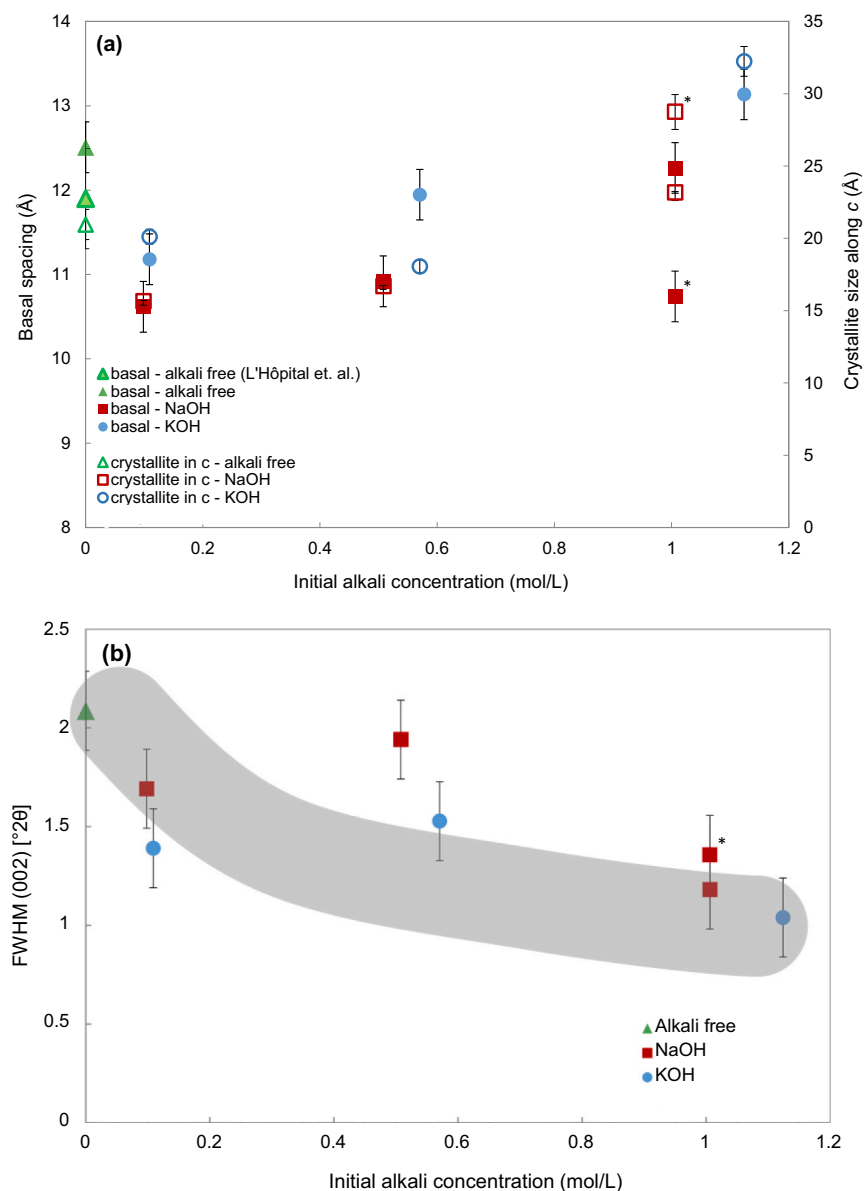 (a)
14
13
12
11
10
9
8
35
30
25
20
15
10
5
0
Basal spacing (Å)
Crystallite size along c (Å)
*
*
basal - alkali free (L'Hôpital et. al.)
basal - alkali free
basal - NaOH
basal - KOH
crystallite in c - alkali free
crystallite in c - NaOH
crystallite in c - KOH
0 0.2 0.4 0.6 0.8 1 1.2
Initial alkali concentration (mol/L)
(b)
2.5
2
1.5
1
0.5
0
FWHM (002) [°2θ]
*
Alkali free
NaOH
KOH
0 0.2 0.4 0.6 0.8 1 1.2
Initial alkali concentration (mol/L)